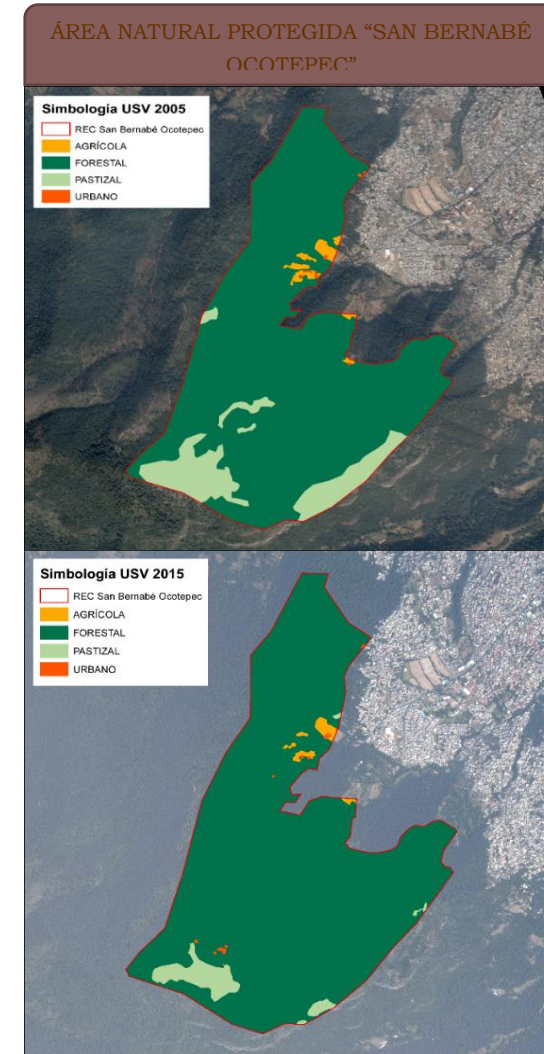 ÁREA NATURAL PROTEGIDA “SAN BERNABÉ
OCOTEPEC”
Simbología USV 2005
REC San Bernabé Ocotepec
AGRÍCOLA
FORESTAL
PASTIZAL
URBANO
Simbología USV 2015
REC San Bernabé Ocotepec
AGRÍCOLA
FORESTAL
PASTIZAL
URBANO